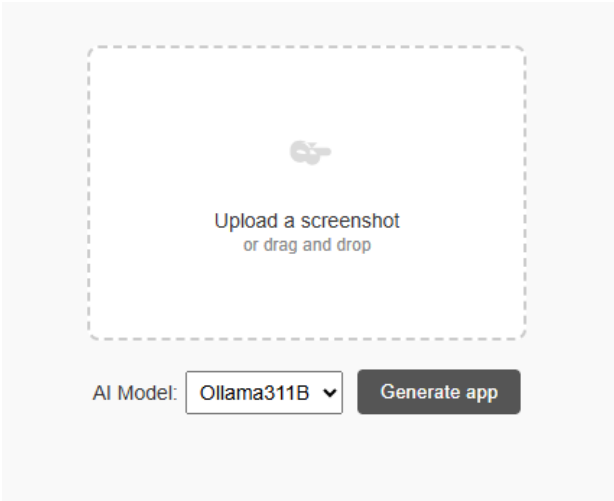 Upload a screenshot
or drag and drop
AI Model: Ollama311B Generate app